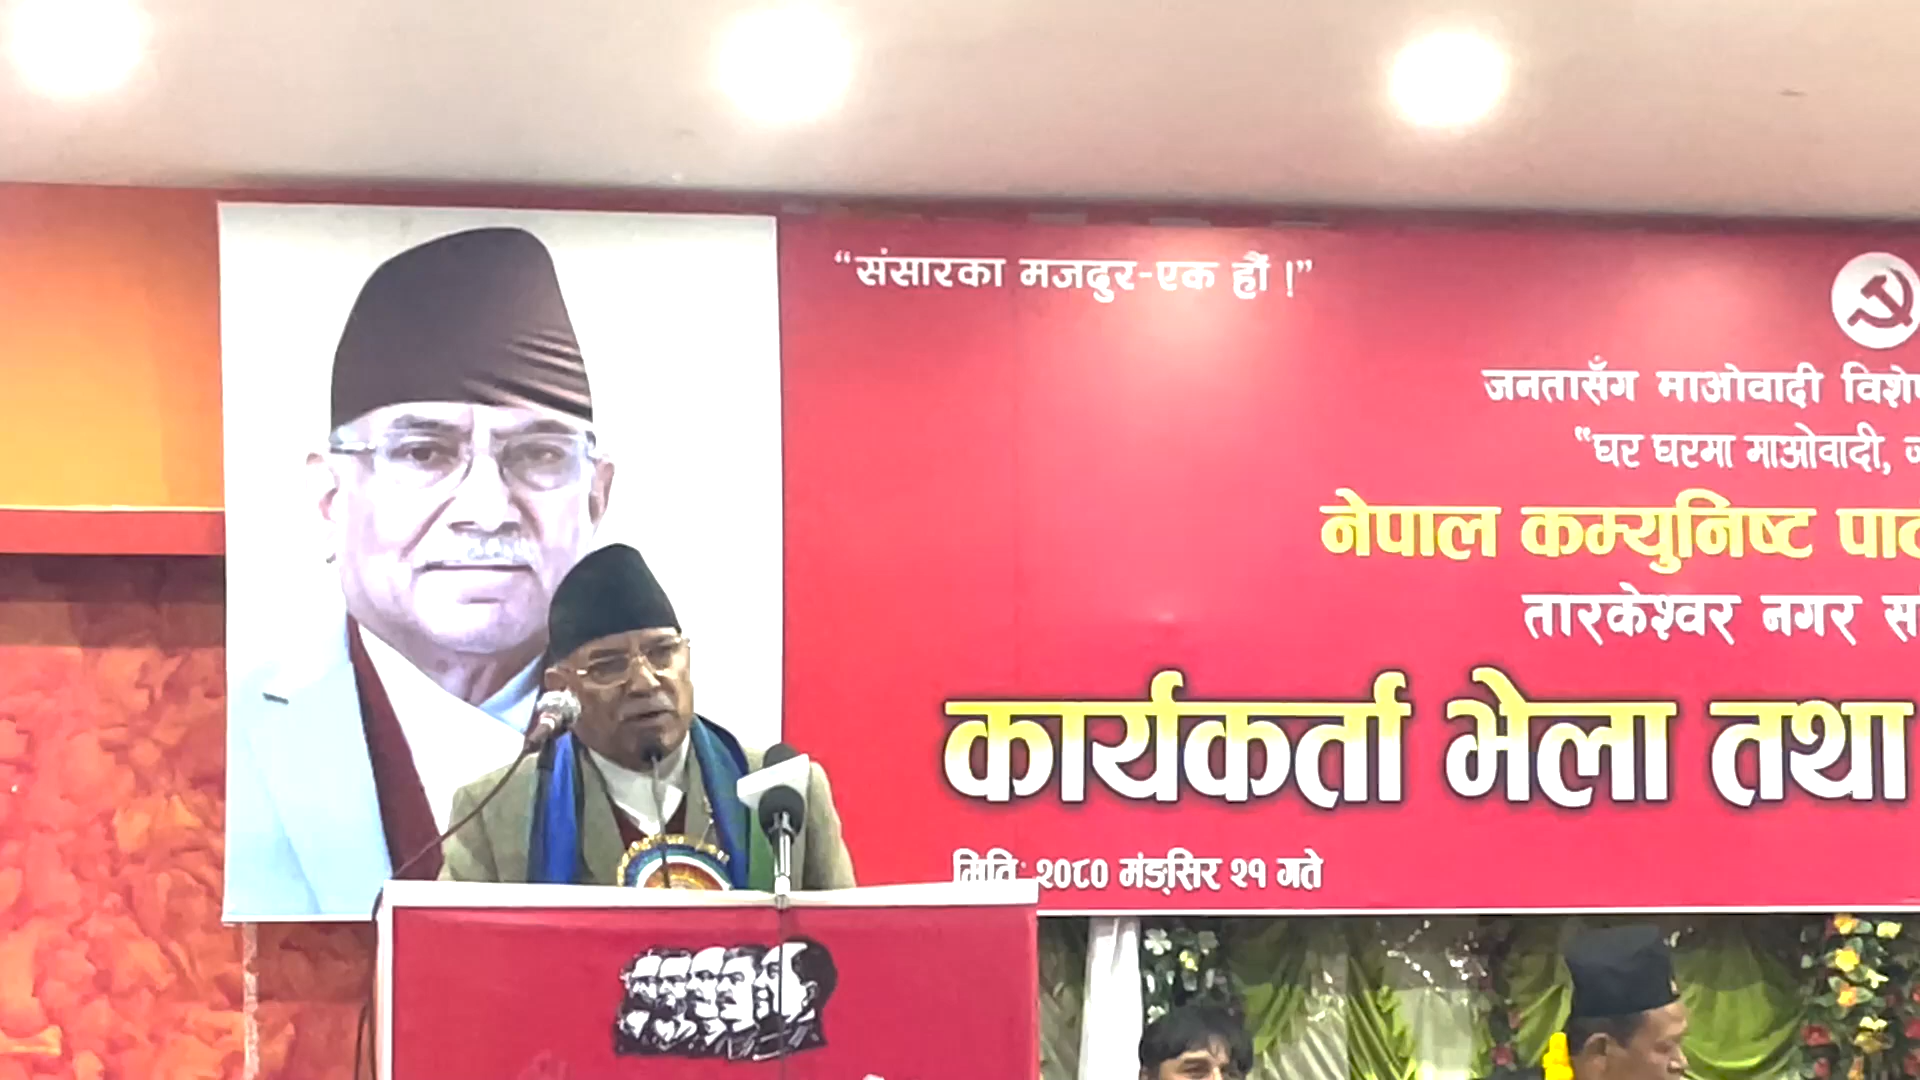 “संसारका मजदुर-एक हौं !”
जनतासँग माओवादी
“घर घरमा माओवादी,
नेपाल कम्युनिष्ट
तारकेश्वर नगर
कार्यकर्ता भेला तथा
मिति: २०८० मंङ्सिर २१ गते